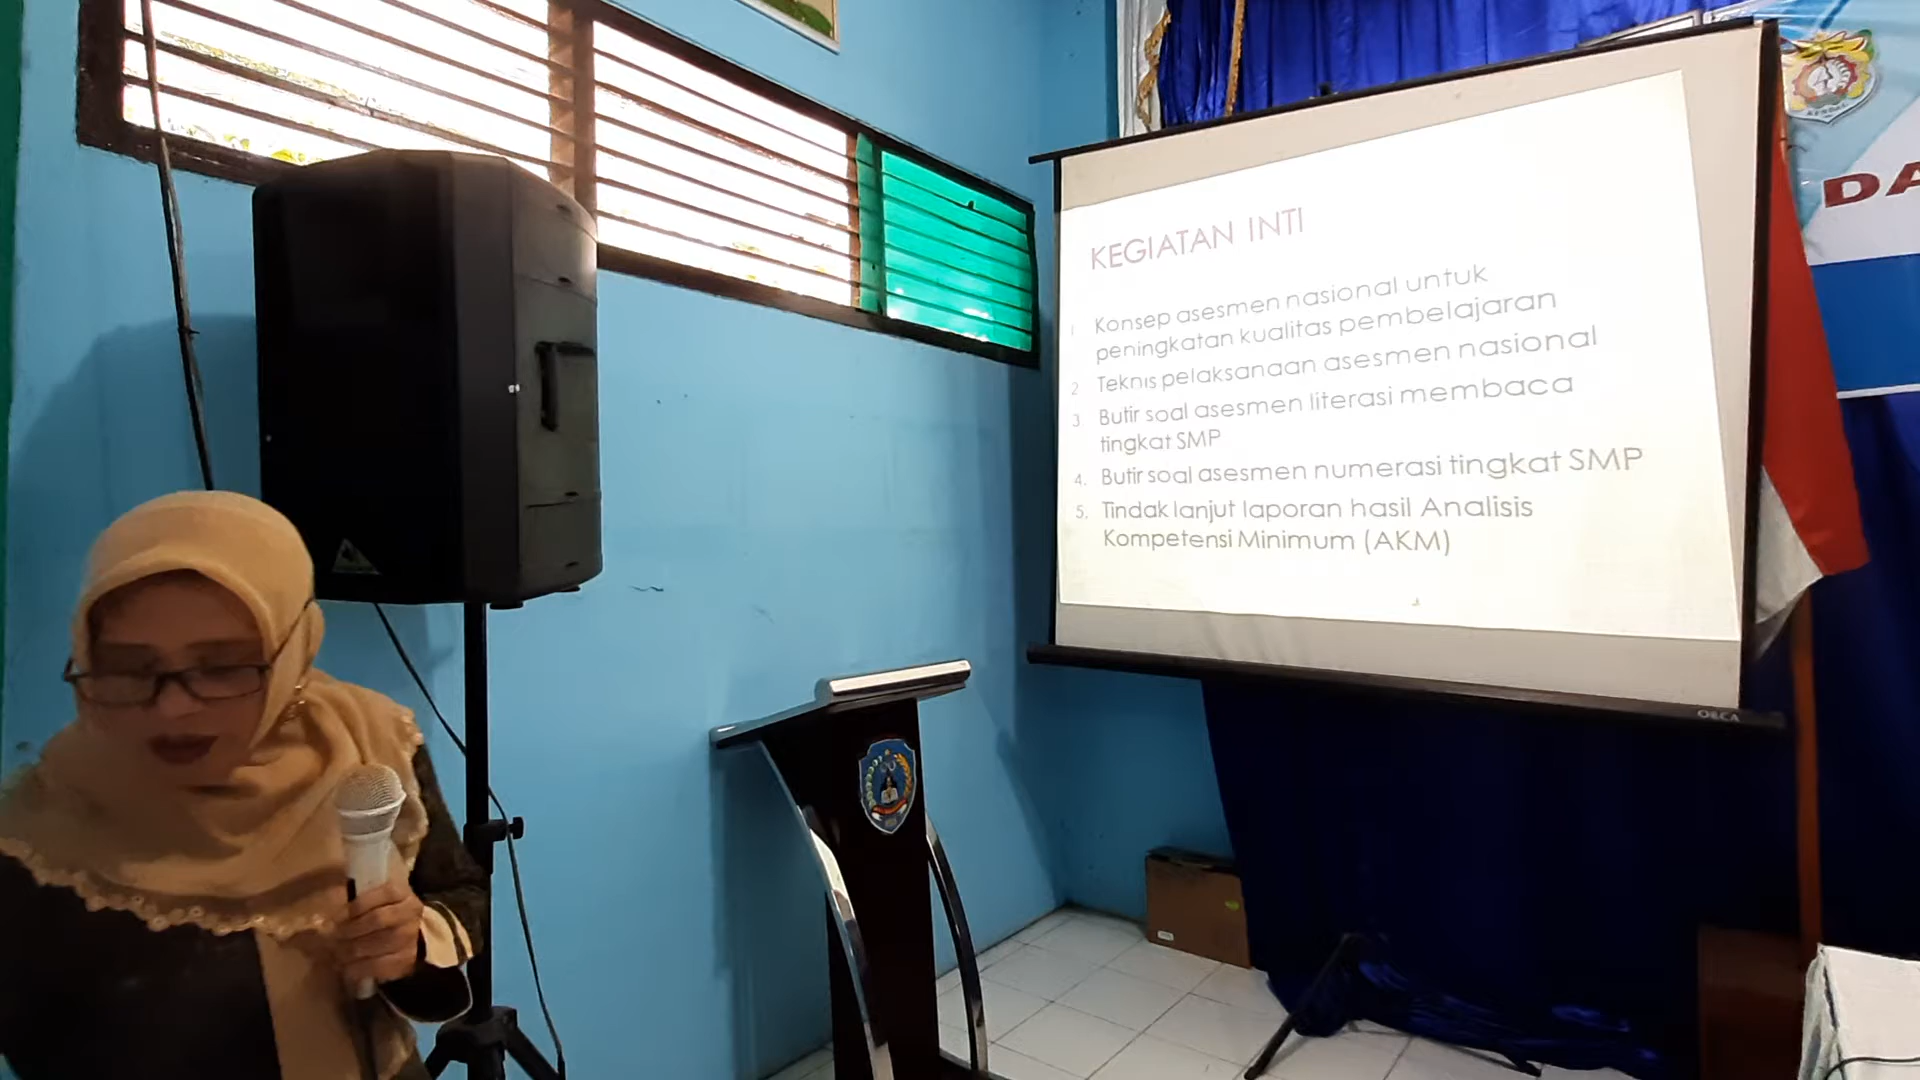 KEGIATAN INTI
1. Konsep asesmen nasional untuk
peningkatan kualitas pembelajaran
2. Teknis pelaksanaan asesmen nasional
3. Butir soal asesmen literasi membaca
tingkat SMP
4. Butir soal asesmen numerasi tingkat SMP
5. Tindak lanjut laporan hasil Analisis
Kompetensi Minimum (AKM)
KENDAL
DA